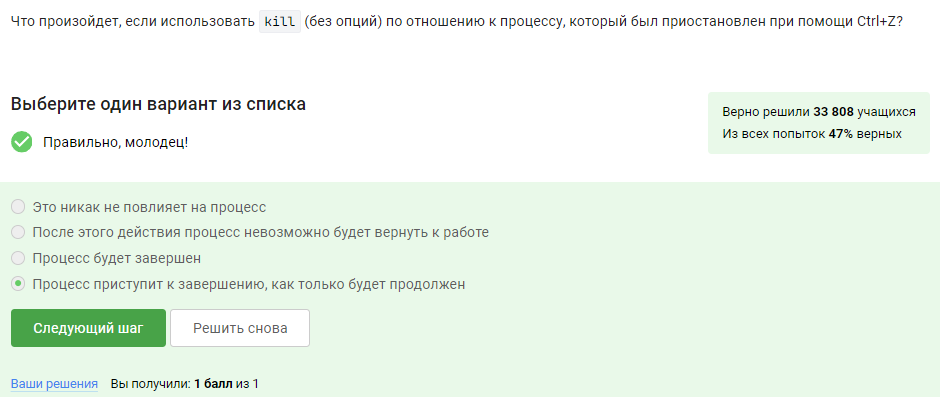 Что произойдет, если использовать kill (без опций) по отношению к процессу, который был приостановлен при помощи Ctrl+Z?
Выберите один вариант из списка
Правильно, молодец!
Верно решили 33 808 учащихся
Из всех попыток 47% верных
Это никак не повлияет на процесс
После этого действия процесс невозможно будет вернуть к работе
Процесс будет завершен
Процесс приступит к завершению, как только будет продолжен
Следующий шаг
Решить снова
Ваши решения Вы получили: 1 балл из 1